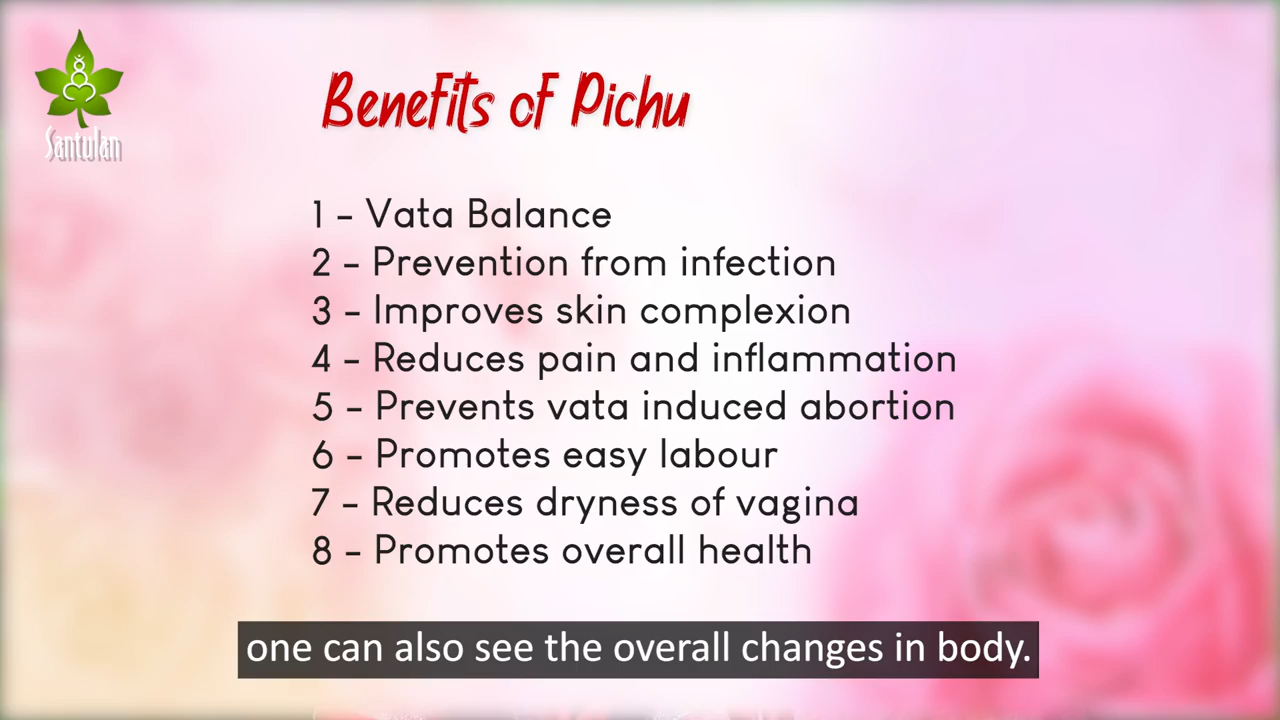 Santulan
Benefits of Pichu
1 - Vata Balance
2 - Prevention from infection
3 - Improves skin complexion
4 - Reduces pain and inflammation
5 - Prevents vata induced abortion
6 - Promotes easy labour
7 - Reduces dryness of vagina
8 - Promotes overall health
one can also see the overall changes in body.